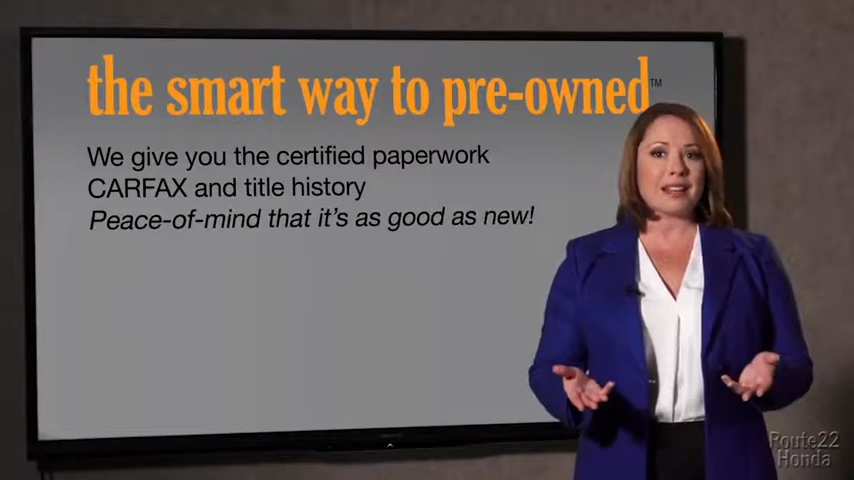 the smart way to pre-owned™
We give you the certified paperwork
CARFAX and title history
Peace-of-mind that it's as good as new!
Route22
Honda